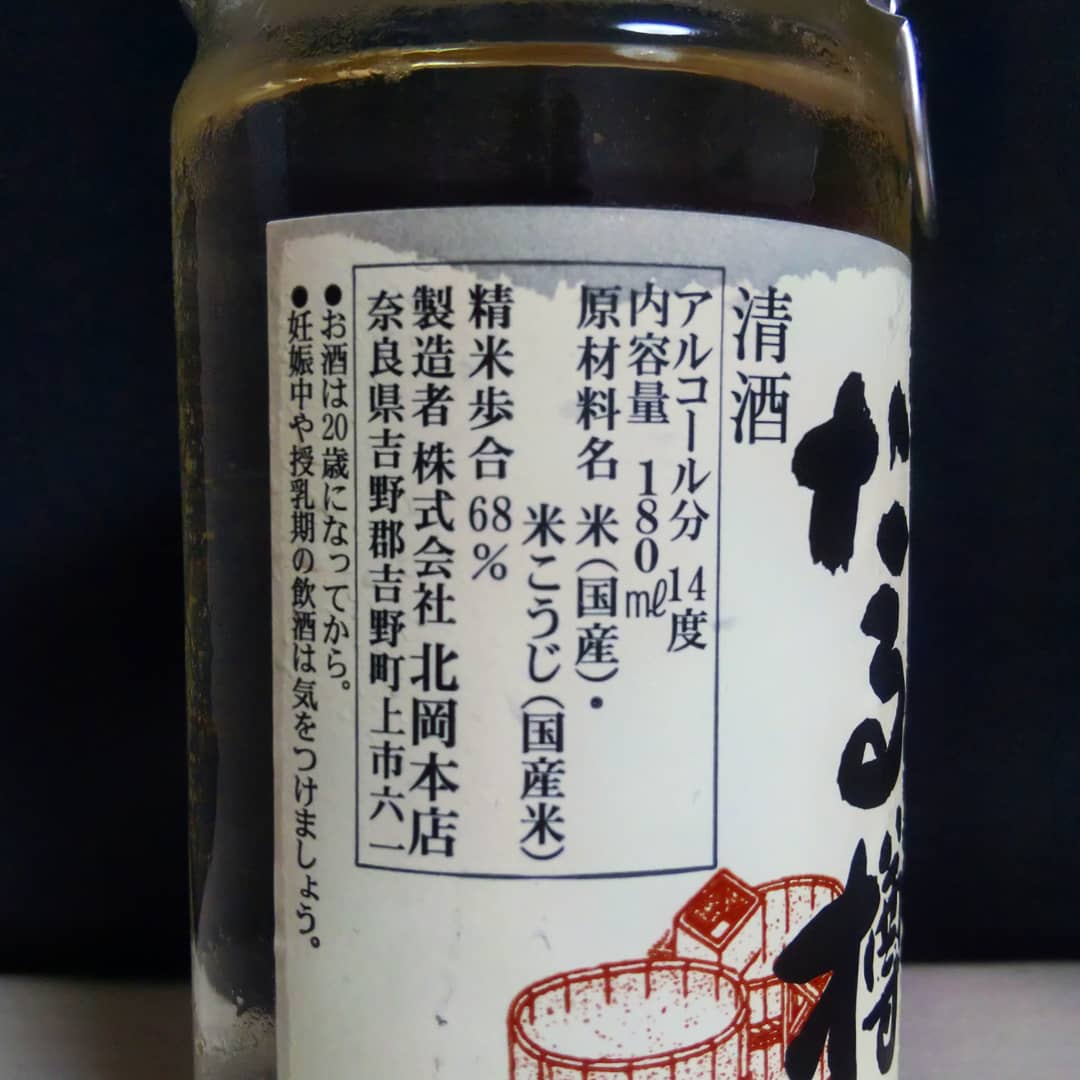 たる樽
清酒
アルコール分 14度
内容量 180㎖
原材料名 米(国産)・
米こうじ(国産米)
精米歩合 68%
製造者 株式会社 北岡本店
奈良県吉野郡吉野町上市六一
●お酒は20歳になってから。
●妊娠中や授乳期の飲酒は気をつけましょう。